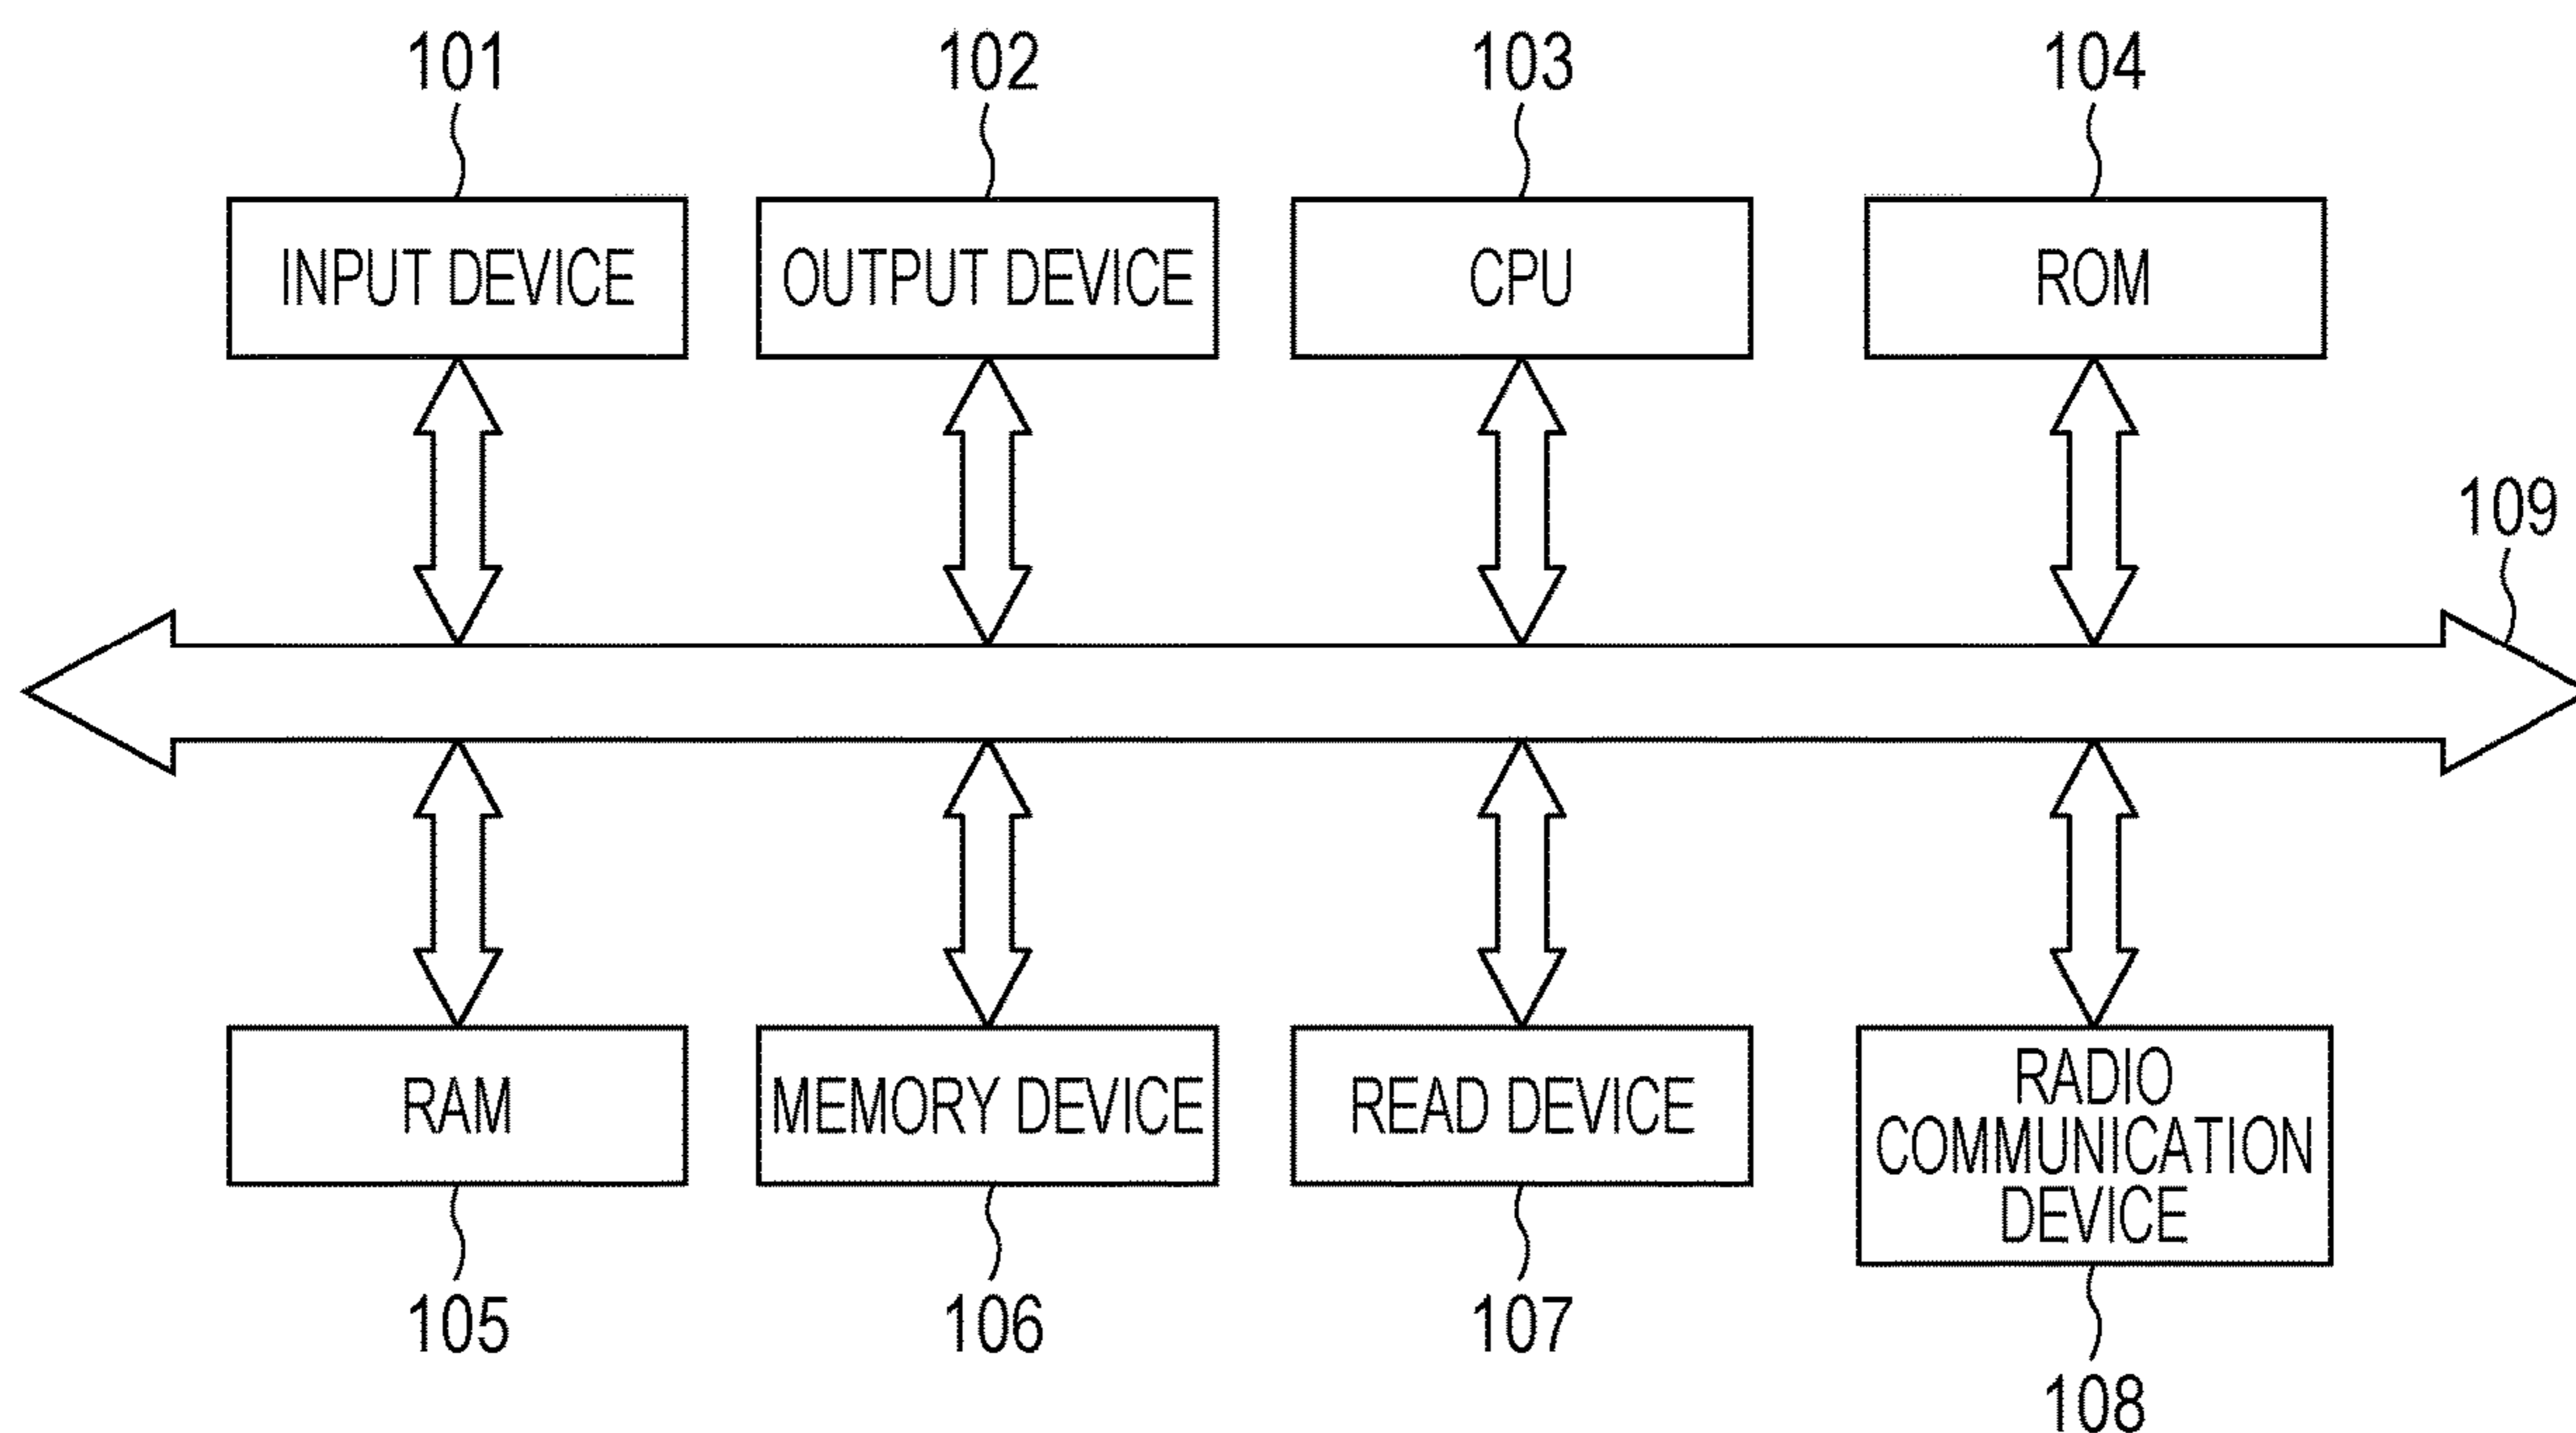 101
102
103
104
INPUT DEVICE
OUTPUT DEVICE
CPU
ROM
109
RAM
MEMORY DEVICE
READ DEVICE
RADIO
COMMUNICATION
DEVICE
105
106
107
108